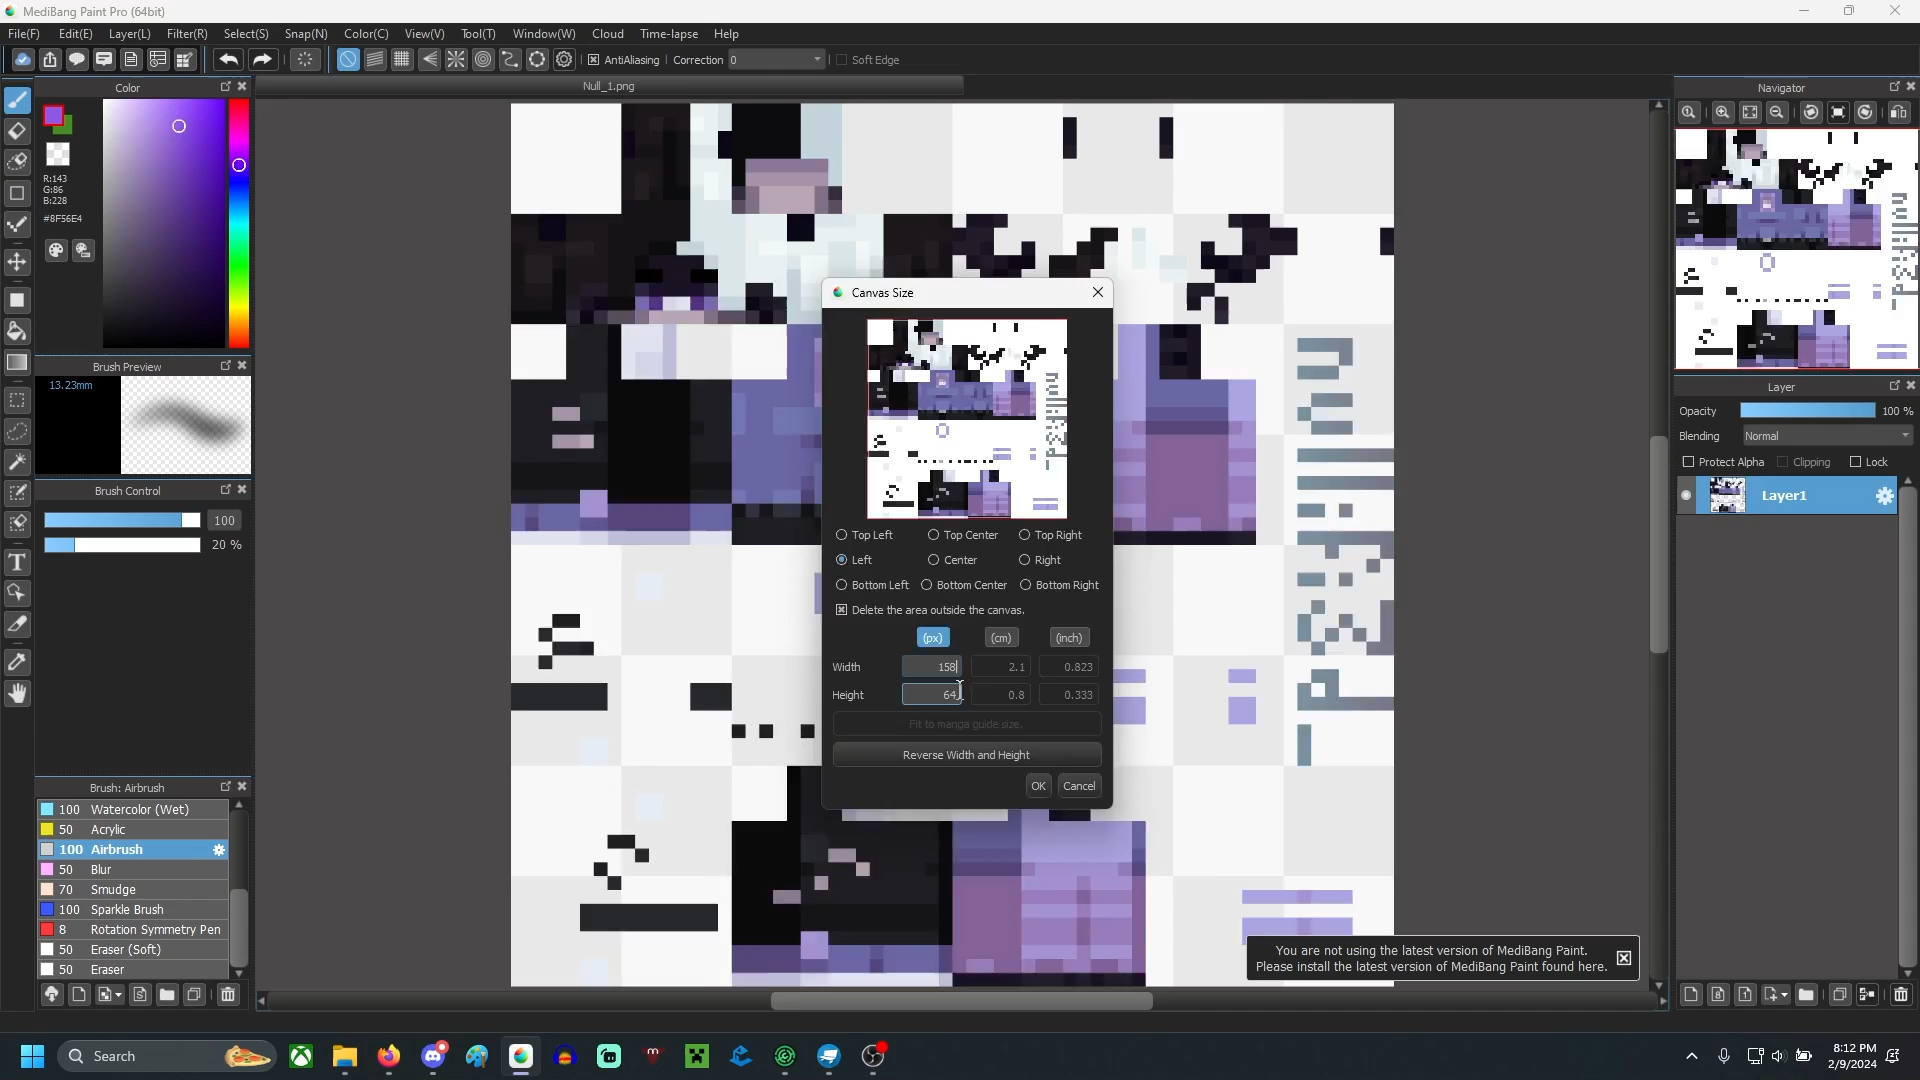 MediBang Paint Pro (64bit)
File(F) Edit(E) Layer(L) Filter(R) Select(S) Snap(N) Color(C) View(V) Tool(T) Window(W) Cloud Time-lapse Help
AntiAliasing Correction 0 Soft Edge
Color
Null_1.png
Navigator
R:143
G:86
B:228
#8F56E4
Brush Preview
13.23mm
Brush Control
100
20 %
Brush: Airbrush
100 Watercolor (Wet)
50 Acrylic
100 Airbrush
50 Blur
70 Smudge
100 Sparkle Brush
8 Rotation Symmetry Pen
50 Eraser (Soft)
50 Eraser
Canvas Size
Top Left Top Center Top Right
Left Center Right
Bottom Left Bottom Center Bottom Right
Delete the area outside the canvas.
(px) (cm) (inch)
Width 158 2.1 0.823
Height 64 0.8 0.333
Fit to manga guide size.
Reverse Width and Height
OK Cancel
Layer
Opacity 100 %
Blending Normal
Protect Alpha Clipping Lock
Layer1
You are not using the latest version of MediBang Paint.
Please install the latest version of MediBang Paint found here.
Search
8:12 PM
2/9/2024